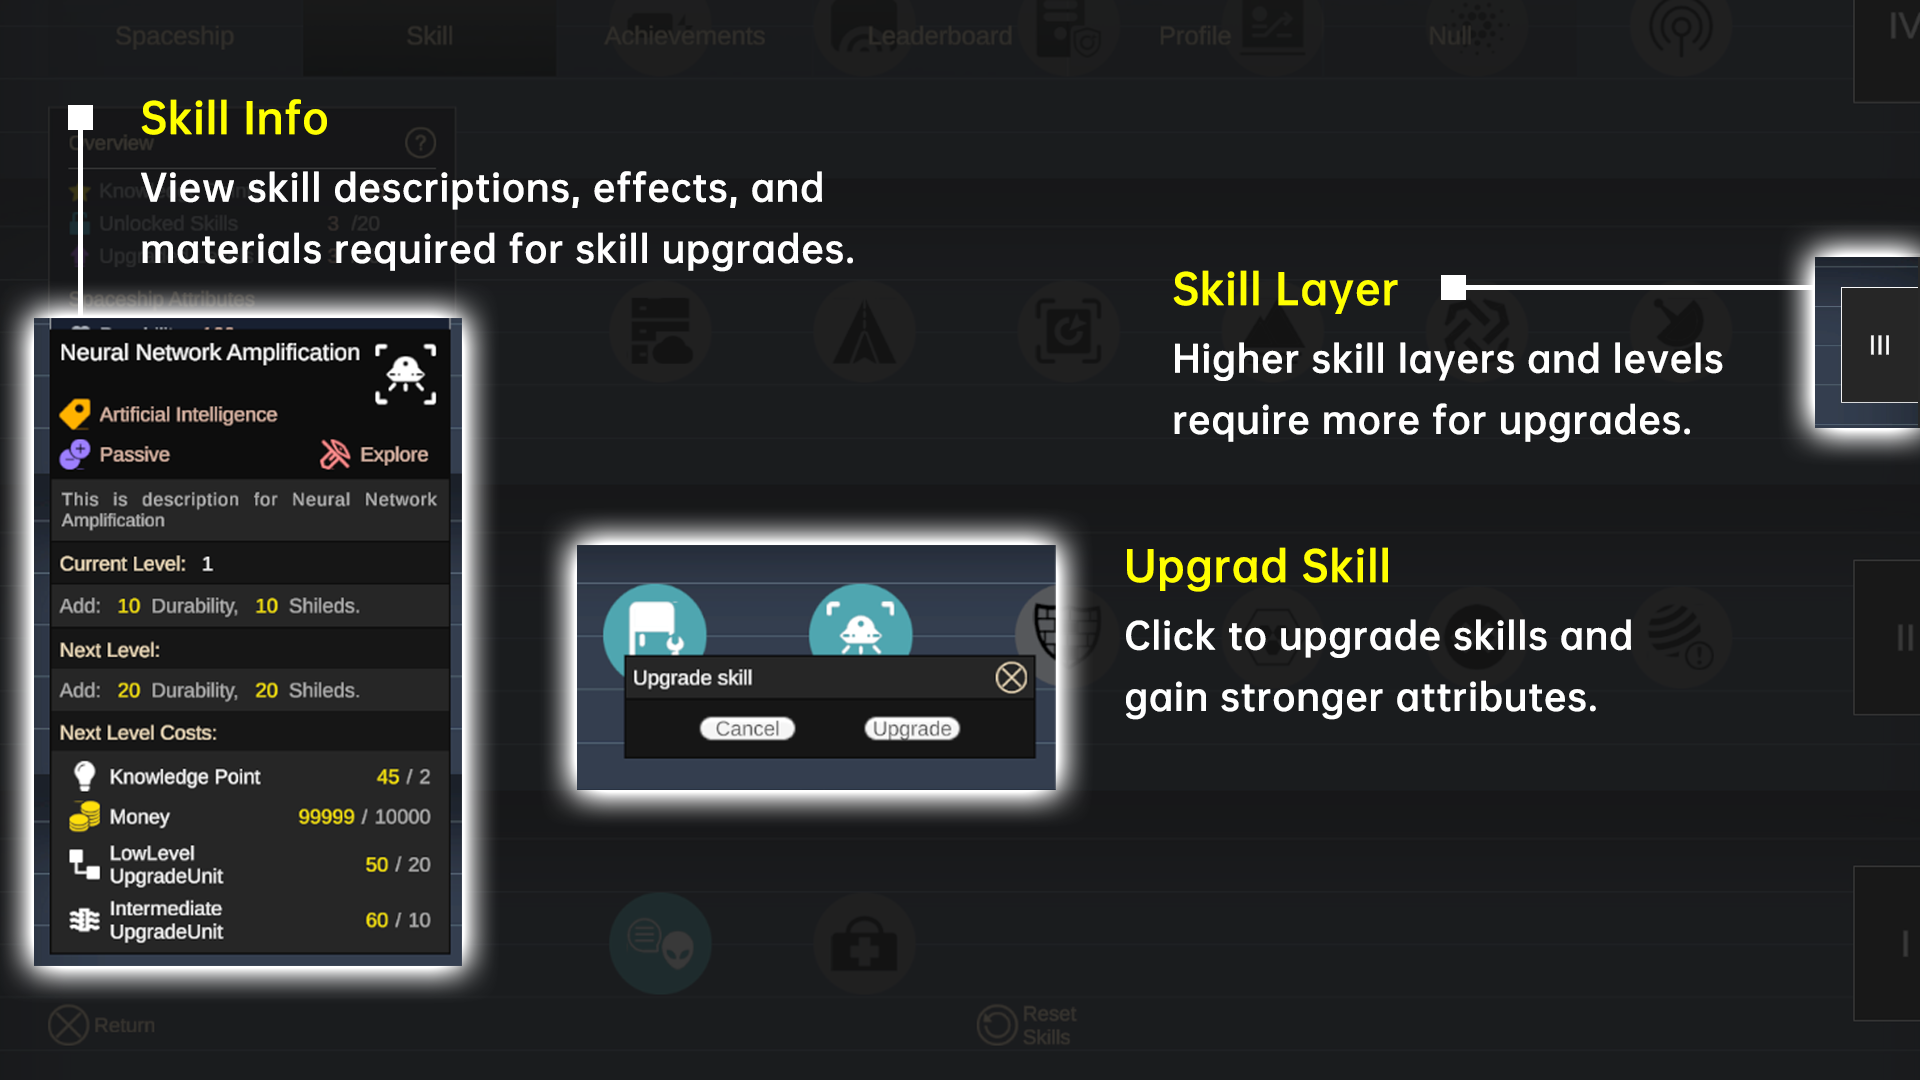 Spaceship Skill Achievements Leaderboard Profile Null
IV
Skill Info
Overview ?
View skill descriptions, effects, and
Unlocked Skills 3 /20
materials required for skill upgrades.
Spaceship Attributes
Neural Network Amplification
Artificial Intelligence
Passive Explore
This is description for Neural Network
Amplification
Current Level: 1
Add: 10 Durability, 10 Shileds.
Next Level:
Add: 20 Durability, 20 Shileds.
Next Level Costs:
Knowledge Point 45 / 2
Money 99999 / 10000
LowLevel
UpgradeUnit 50 / 20
Intermediate
UpgradeUnit 60 / 10
Skill Layer
Higher skill layers and levels
require more for upgrades.
III
Upgrad Skill
Click to upgrade skills and
gain stronger attributes.
Upgrade skill
Cancel Upgrade
II
I
Return
Reset
Skills